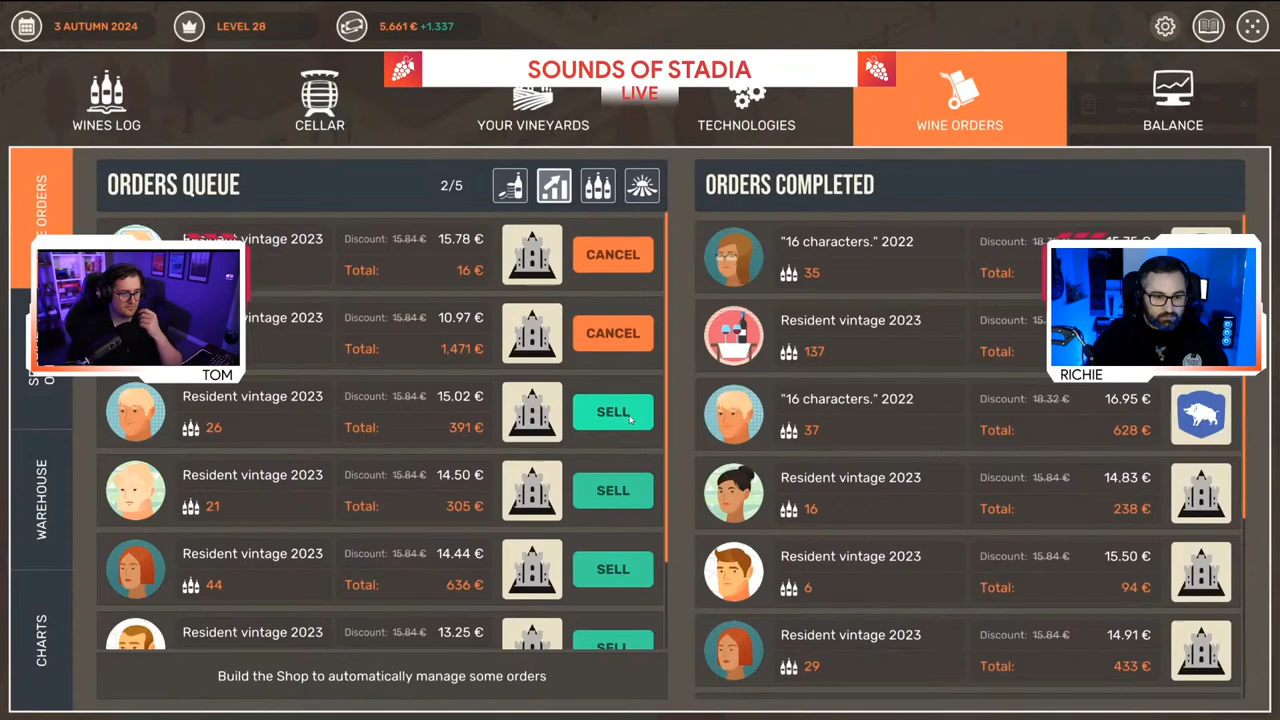 3 AUTUMN 2024
LEVEL 28
5.661 € +1.337
SOUNDS OF STADIA
LIVE
WINES LOG
CELLAR
YOUR VINEYARDS
TECHNOLOGIES
WINE ORDERS
BALANCE
ORDERS
WAREHOUSE
CHARTS
ORDERS QUEUE
2/5
vintage 2023
Discount: 15.84 € 15.78 €
Total: 16 €
CANCEL
vintage 2023
Discount: 15.84 € 10.97 €
Total: 1,471 €
CANCEL
Resident vintage 2023
26
Discount: 15.84 € 15.02 €
Total: 391 €
SELL
Resident vintage 2023
21
Discount: 15.84 € 14.50 €
Total: 305 €
SELL
Resident vintage 2023
44
Discount: 15.84 € 14.44 €
Total: 636 €
SELL
Resident vintage 2023
Discount: 15.84 € 13.25 €
SELL
Build the Shop to automatically manage some orders
ORDERS COMPLETED
"16 characters." 2022
35
Discount:
Total:
Resident vintage 2023
137
Discount: 15.84 €
Total:
"16 characters." 2022
37
Discount: 18.32 € 16.95 €
Total: 628 €
Resident vintage 2023
16
Discount: 15.84 € 14.83 €
Total: 238 €
Resident vintage 2023
6
Discount: 15.84 € 15.50 €
Total: 94 €
Resident vintage 2023
29
Discount: 15.84 € 14.91 €
Total: 433 €
TOM
RICHIE